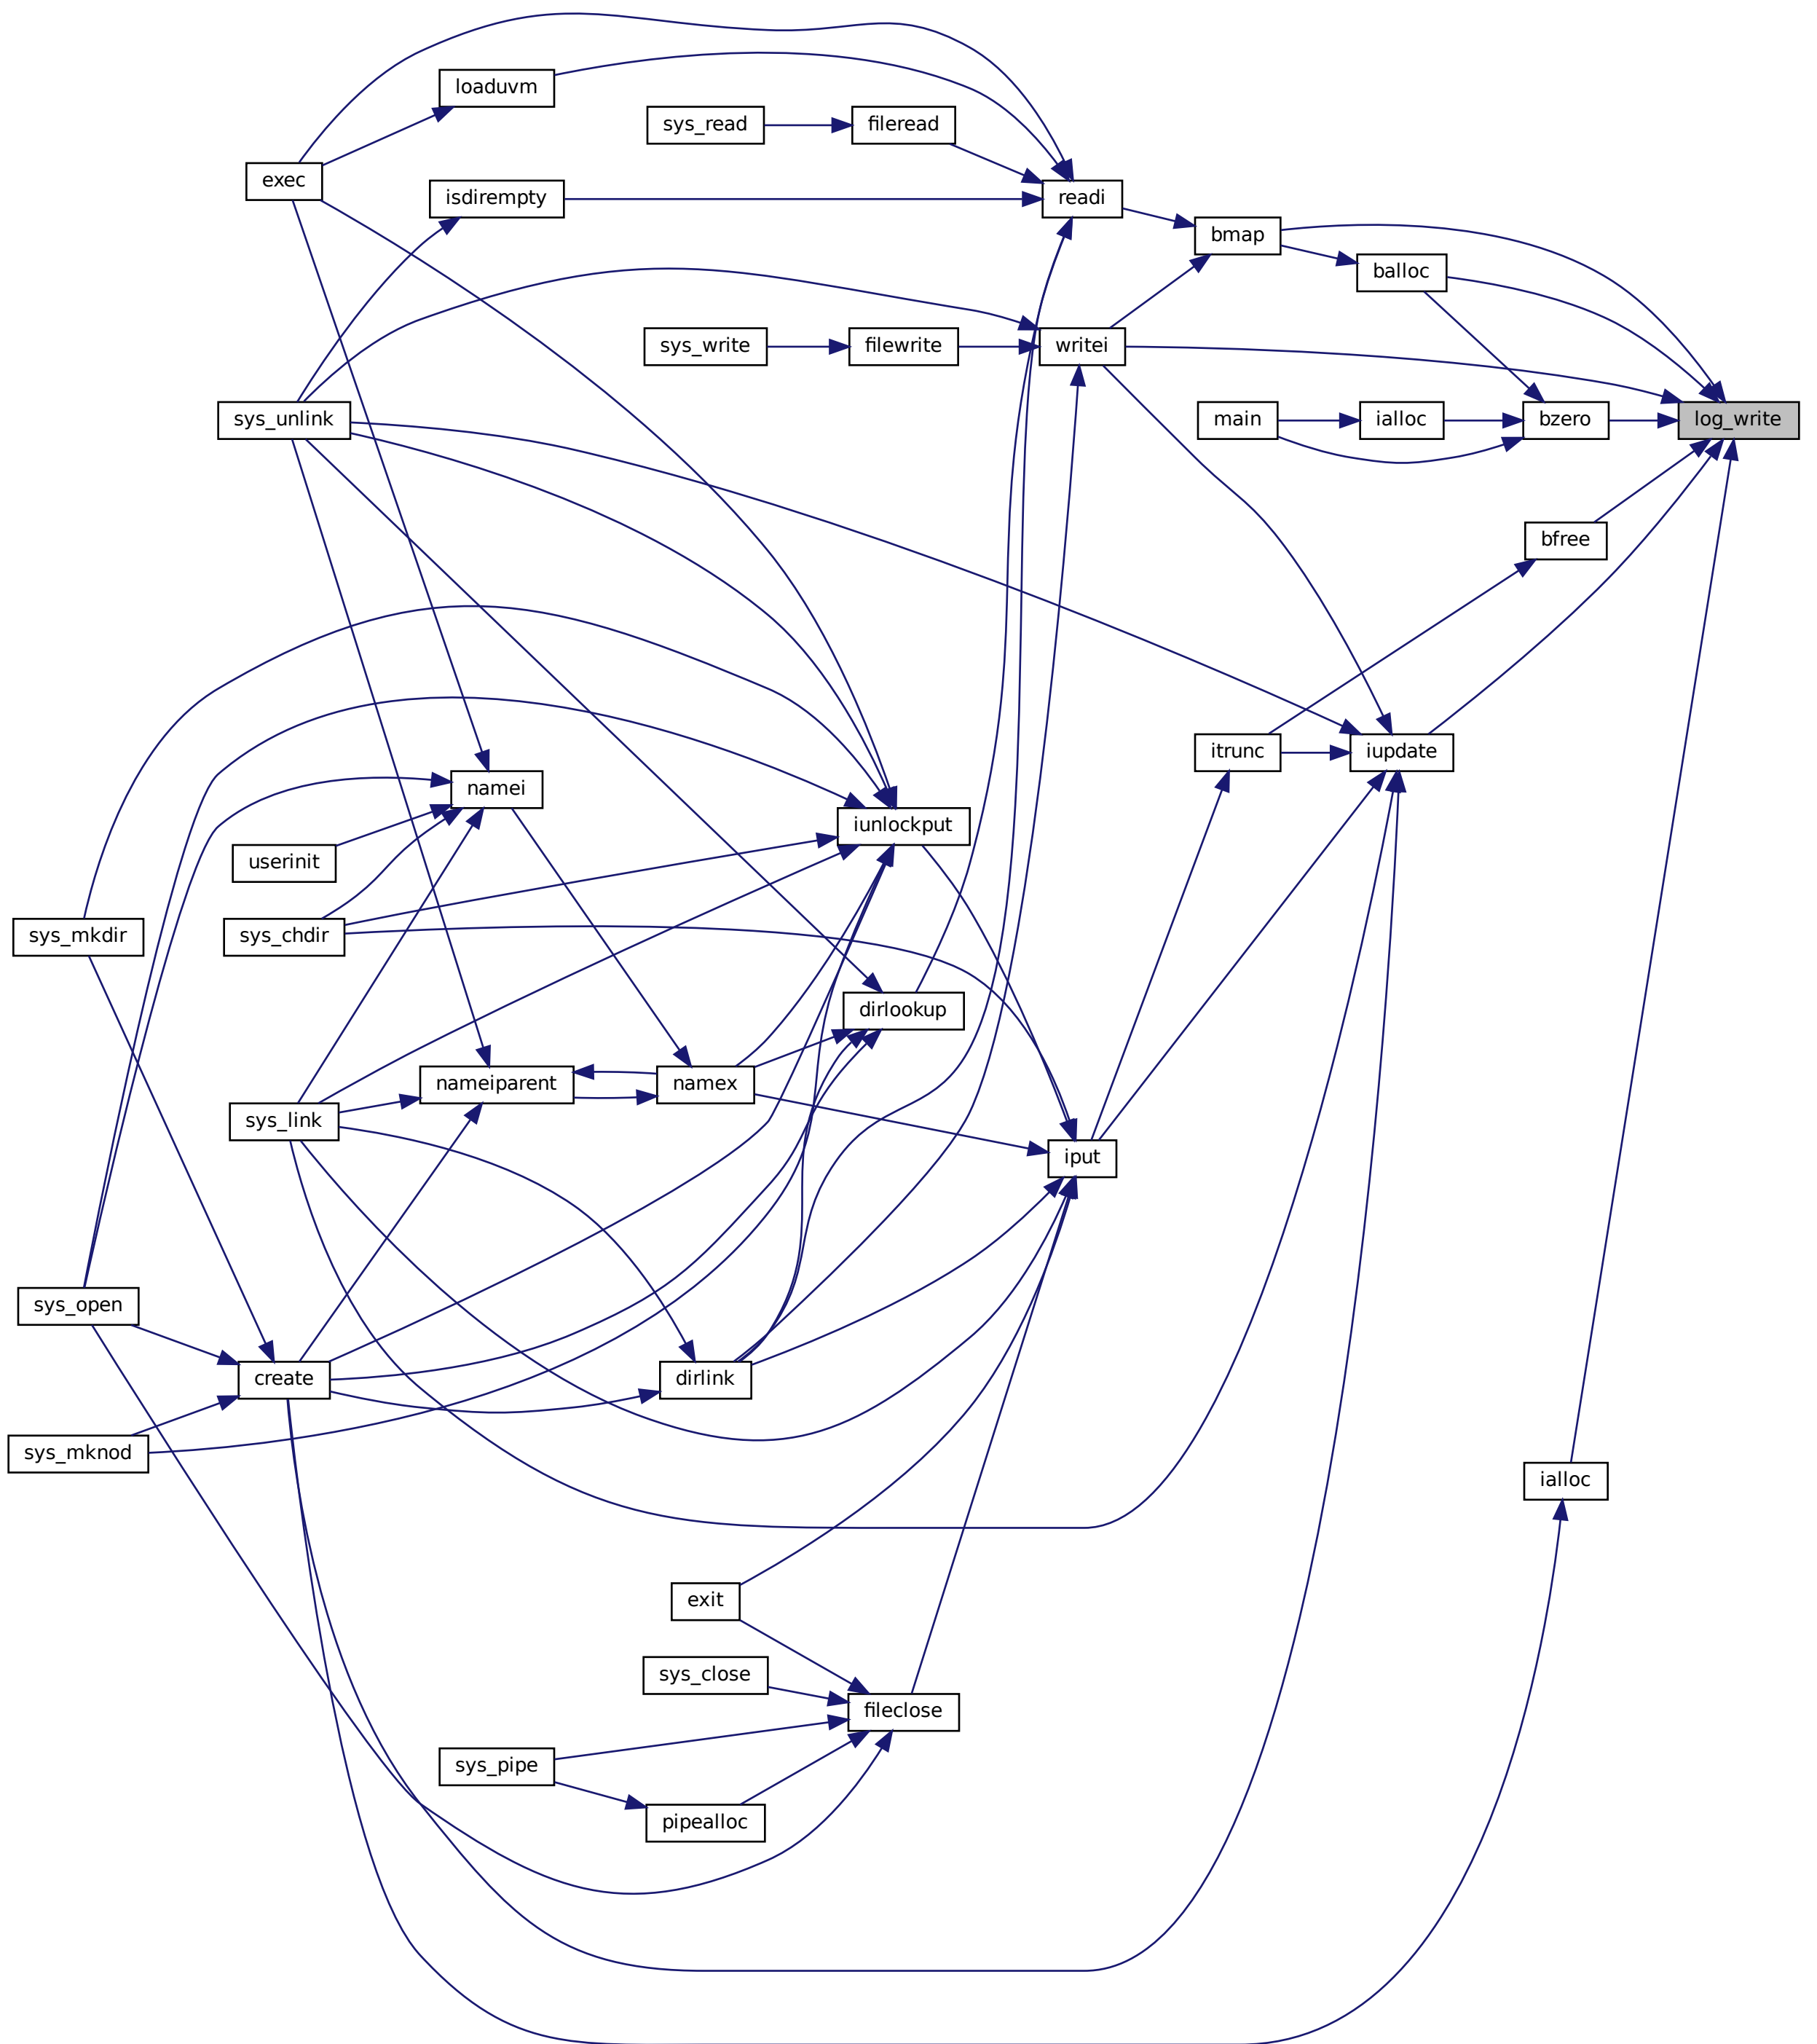 loaduvm
sys_read
fileread
exec
isdirempty
readi
bmap
balloc
sys_write
filewrite
writei
sys_unlink
main
ialloc
bzero
log_write
bfree
itrunc
iupdate
namei
iunlockput
userinit
sys_mkdir
sys_chdir
dirlookup
nameiparent
namex
sys_link
iput
sys_open
create
dirlink
sys_mknod
ialloc
exit
sys_close
fileclose
sys_pipe
pipealloc